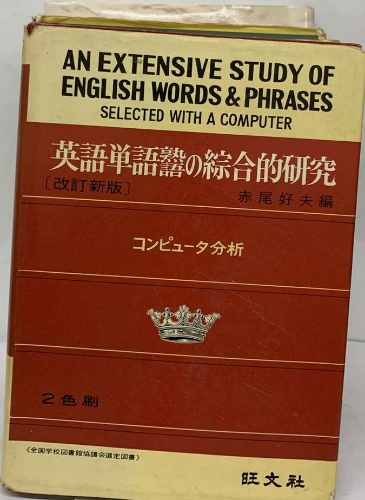 AN EXTENSIVE STUDY OF
ENGLISH WORDS & PHRASES
SELECTED WITH A COMPUTER
英語単語熟語の綜合的研究
〔改訂新版〕
赤尾好夫編
コンピュータ分析
2色刷
《全国学校図書館協議会選定図書》
旺文社